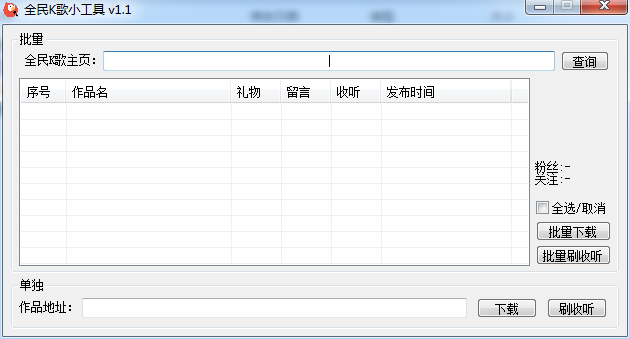 全民K歌小工具 v1.1
批量
全民K歌主页：
查询
序号 作品名 礼物 留言 收听 发布时间
粉丝:-
关注:-
全选/取消
批量下载
批量刷收听
单独
作品地址：
下载
刷收听